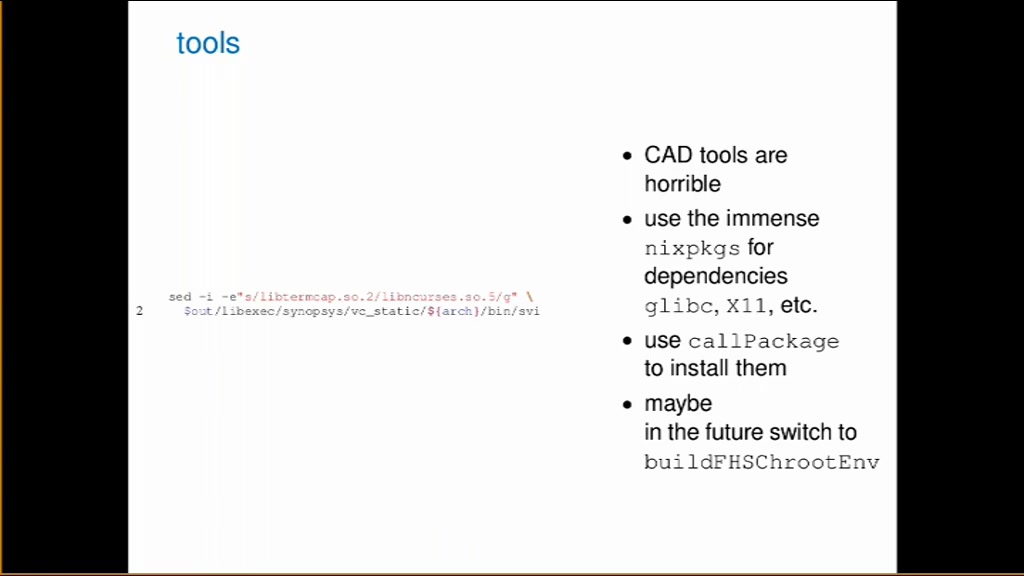 tools
sed -i -e"s/libtermcap.so.2/libncurses.so.5/g" \
2 $out/libexec/synopsys/vc_static/${arch}/bin/svi
• CAD tools are
horrible
• use the immense
nixpkgs for
dependencies
glibc, X11, etc.
• use callPackage
to install them
• maybe
in the future switch to
buildFHSChrootEnv